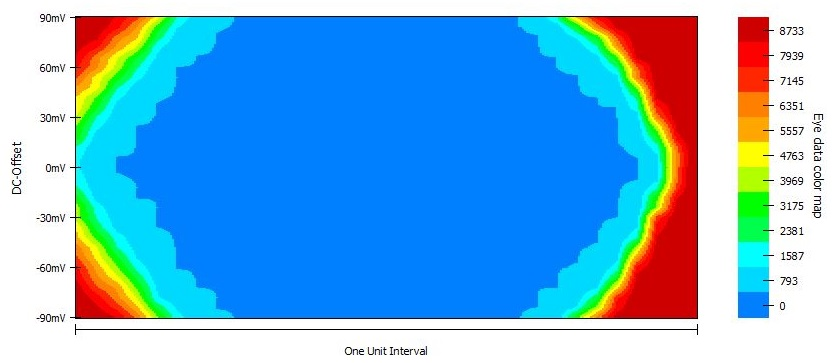 90mV
60mV
30mV
0mV
-30mV
-60mV
-90mV
DC-Offset
One Unit Interval
8733
7939
7145
6351
5557
4763
3969
3175
2381
1587
793
0
Eye data color map